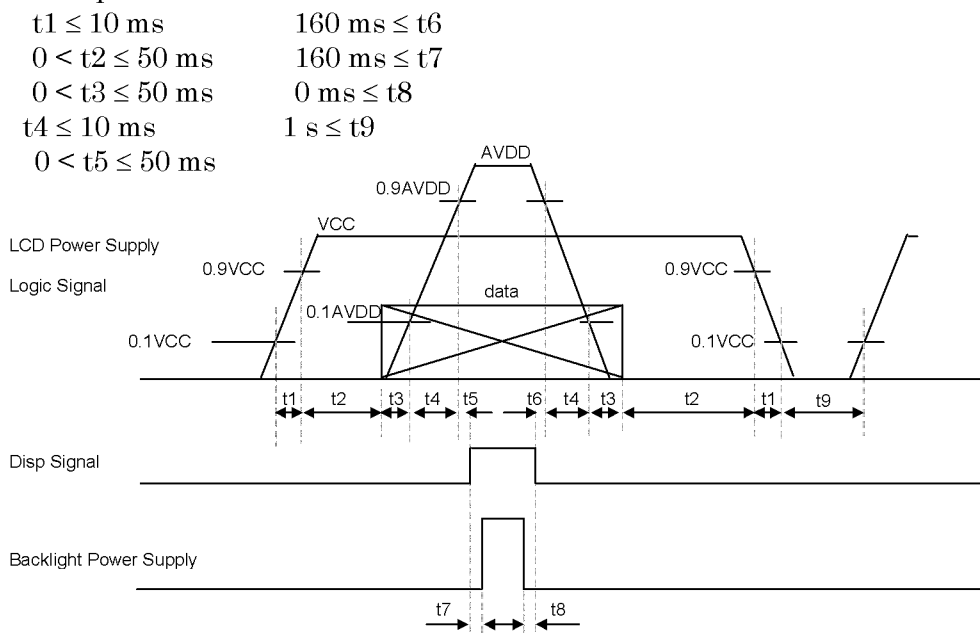 t1 ≤ 10 ms 160 ms ≤ t6
0 < t2 ≤ 50 ms 160 ms ≤ t7
0 < t3 ≤ 50 ms 0 ms ≤ t8
t4 ≤ 10 ms 1 s ≤ t9
0 < t5 ≤ 50 ms
AVDD
0.9AVDD
VCC
LCD Power Supply
0.9VCC 0.9VCC
Logic Signal
data
0.1AVDD
0.1VCC 0.1VCC
t1 t2 t3 t4 t5 t6 t4 t3 t2 t1 t9
Disp Signal
Backlight Power Supply
t7 t8